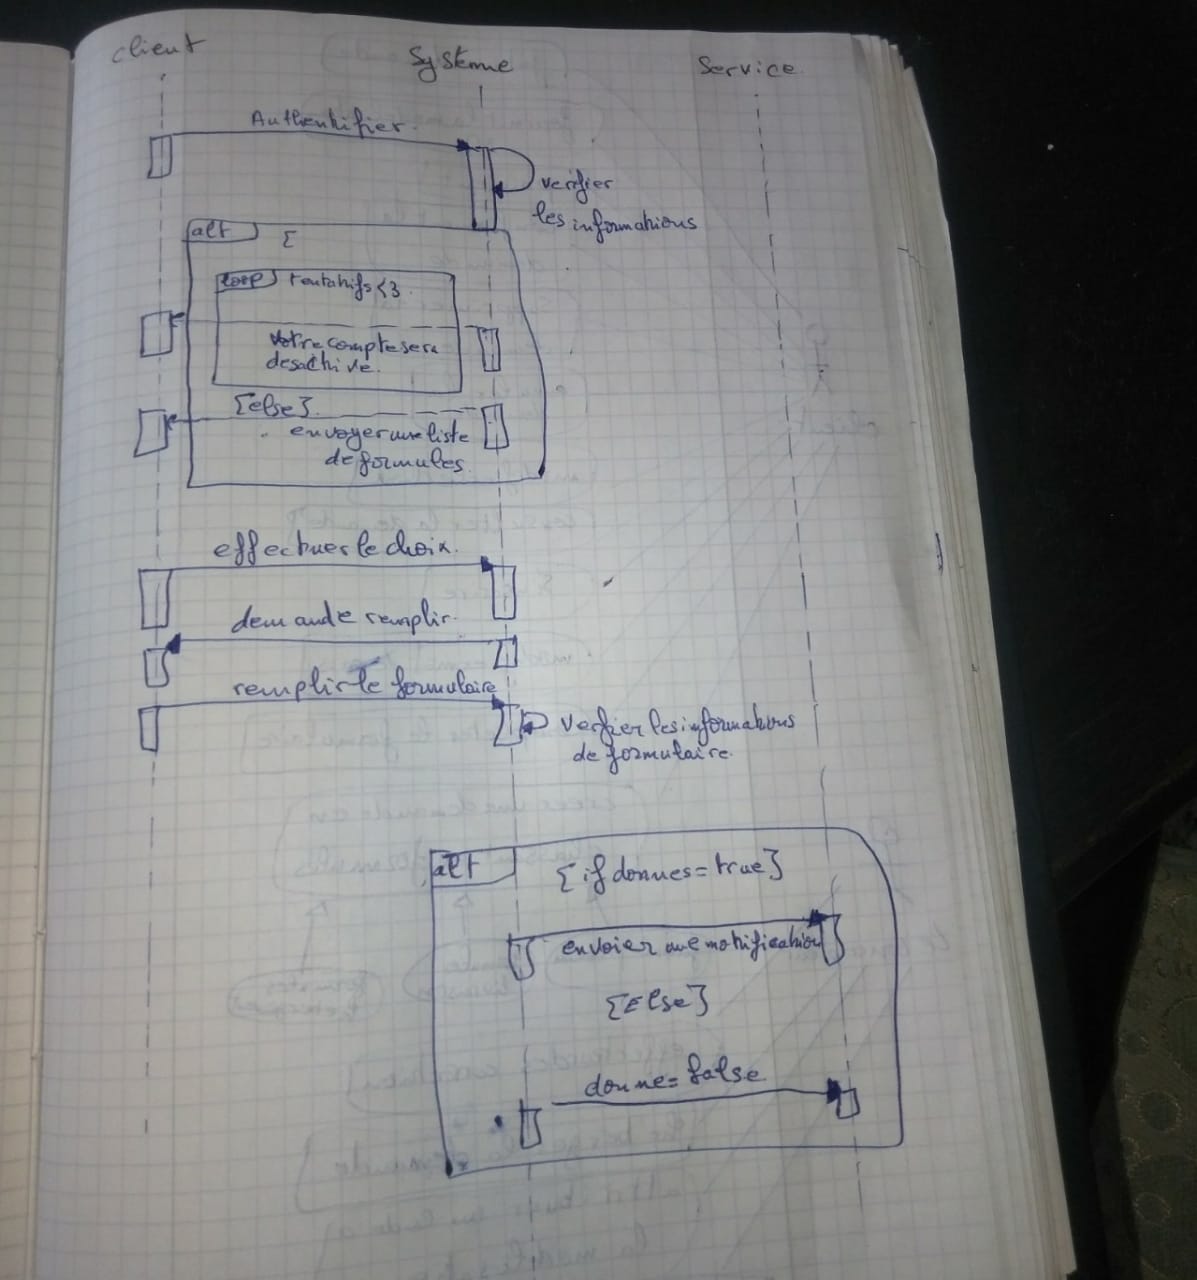 client
Systeme
Service
Authentifier
verifier
les informations
alt {
loop tentatifs<3
votre compte sera
desactive.
{else}
envoyer une liste
de formules
effectuer le choix.
demande remplir.
remplir le formulaire
verfier les informations
de formulaire.
alt {if donnes=true}
envoier une notification
{Else}
donne=false